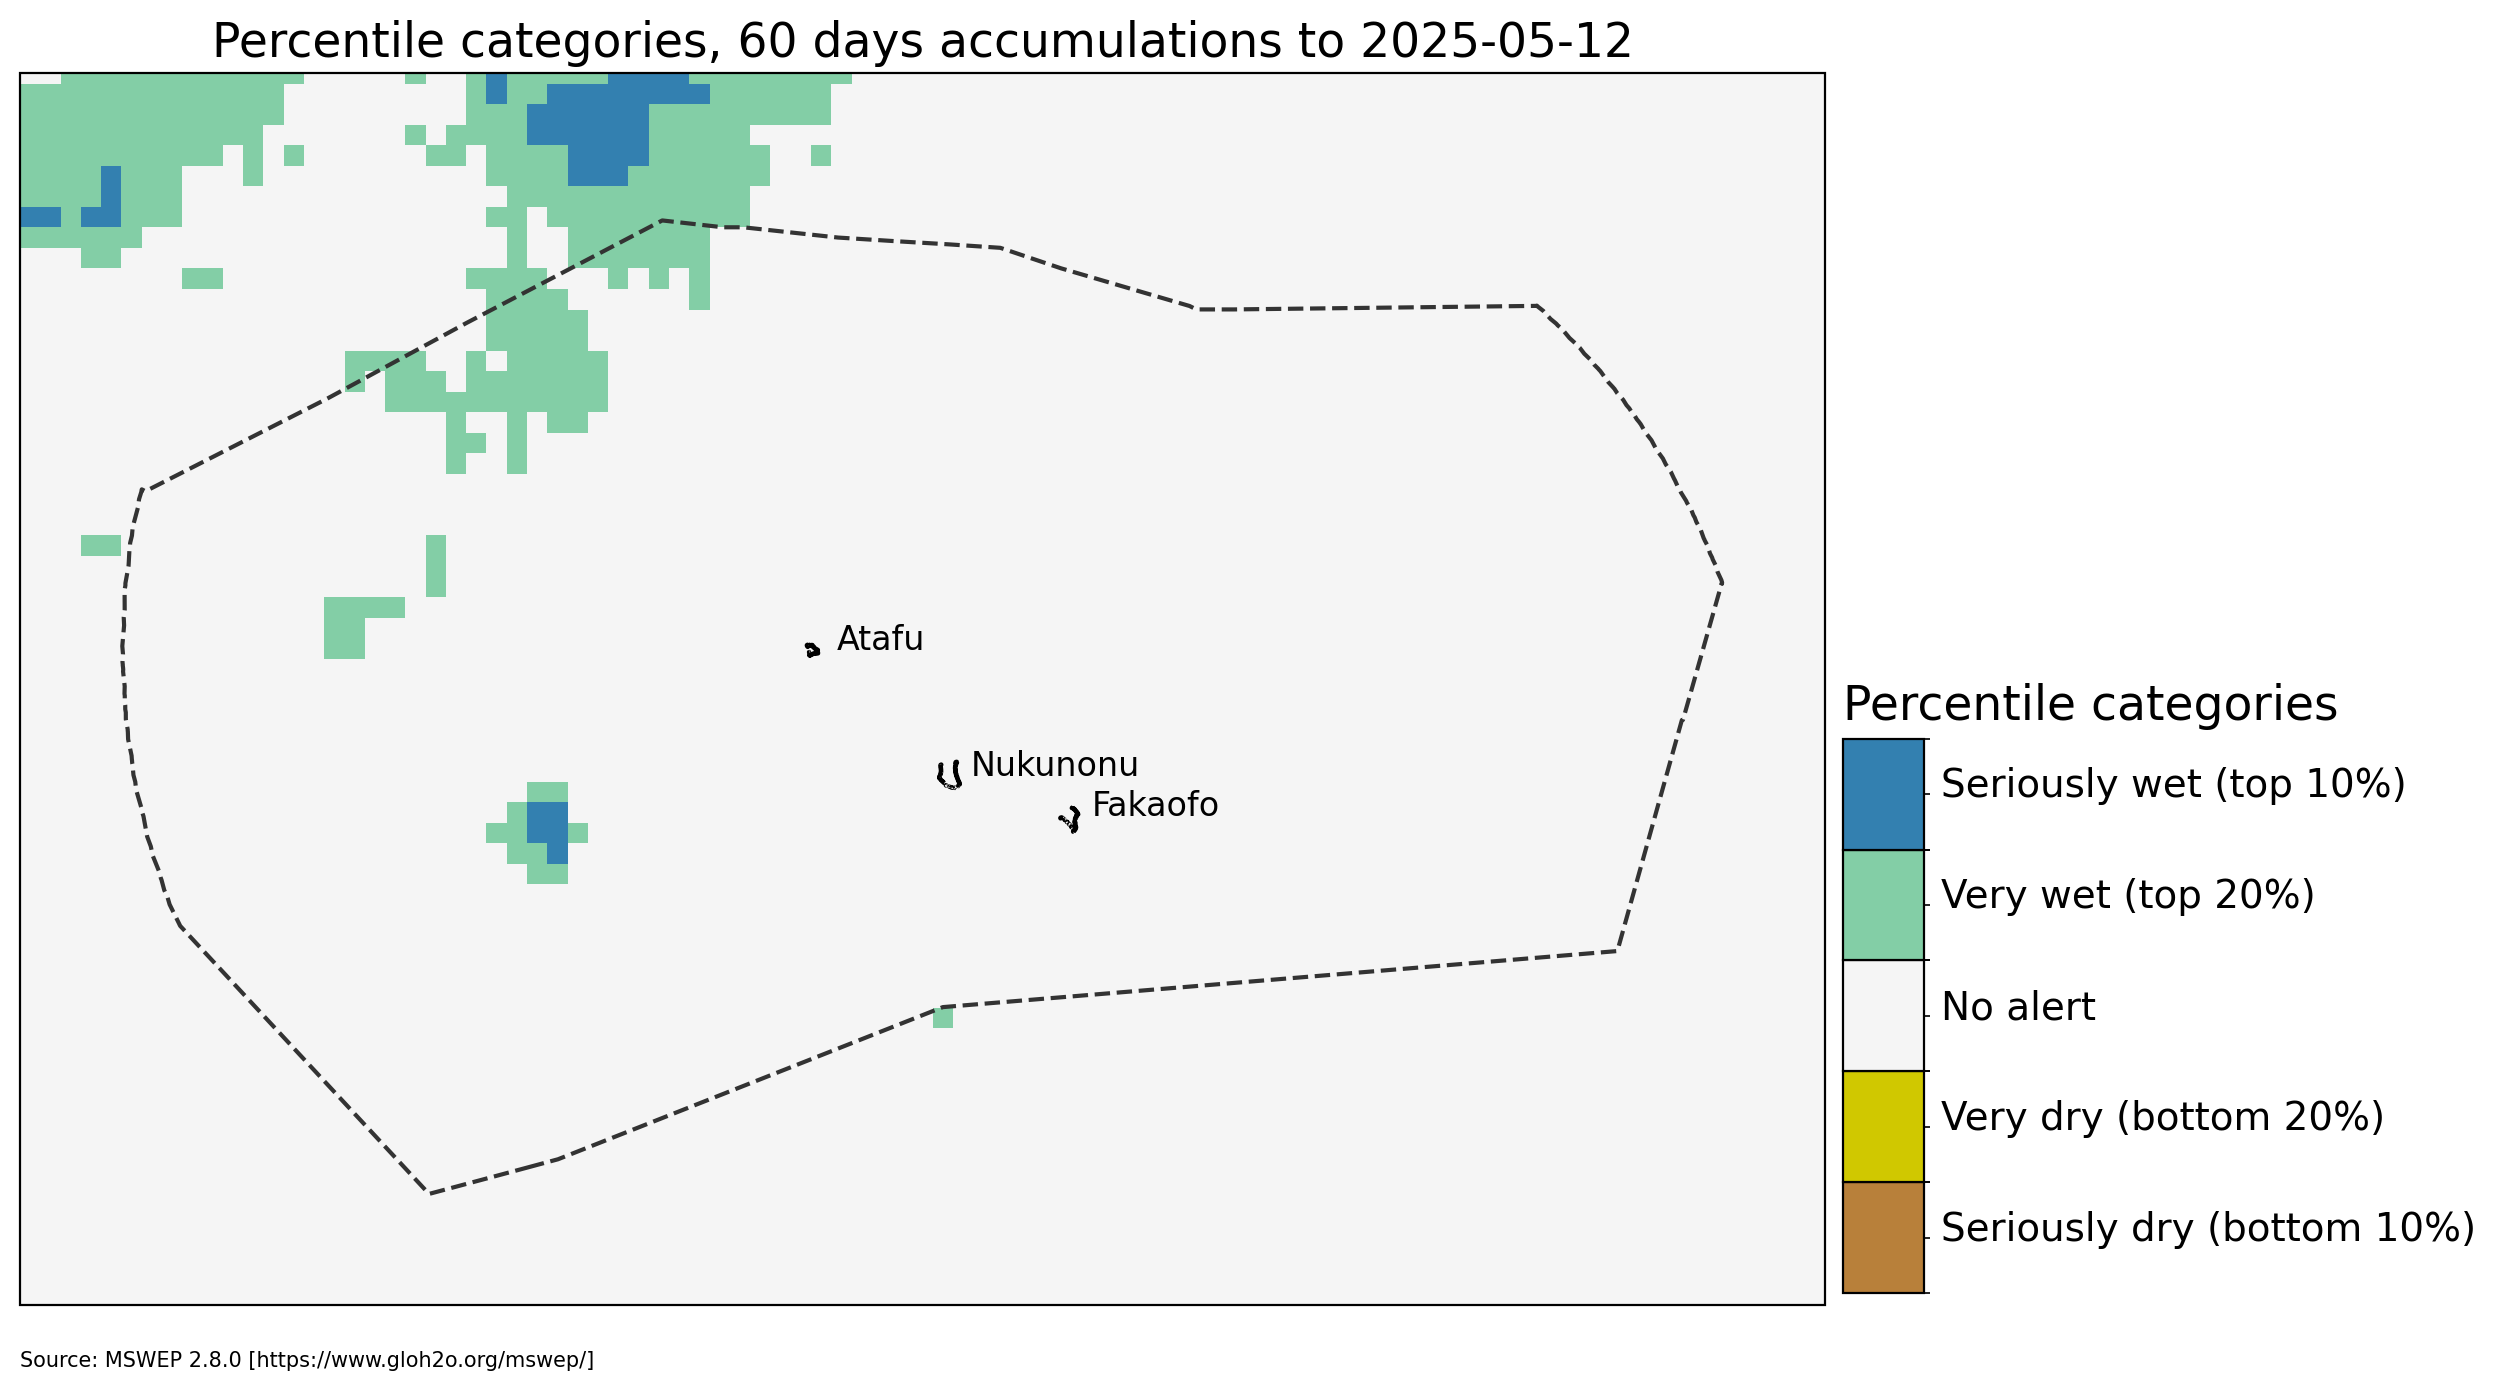 Percentile categories, 60 days accumulations to 2025-05-12
Atafu
Nukunonu
Fakaofo
Percentile categories
Seriously wet (top 10%)
Very wet (top 20%)
No alert
Very dry (bottom 20%)
Seriously dry (bottom 10%)
Source: MSWEP 2.8.0 [https://www.gloh2o.org/mswep/]